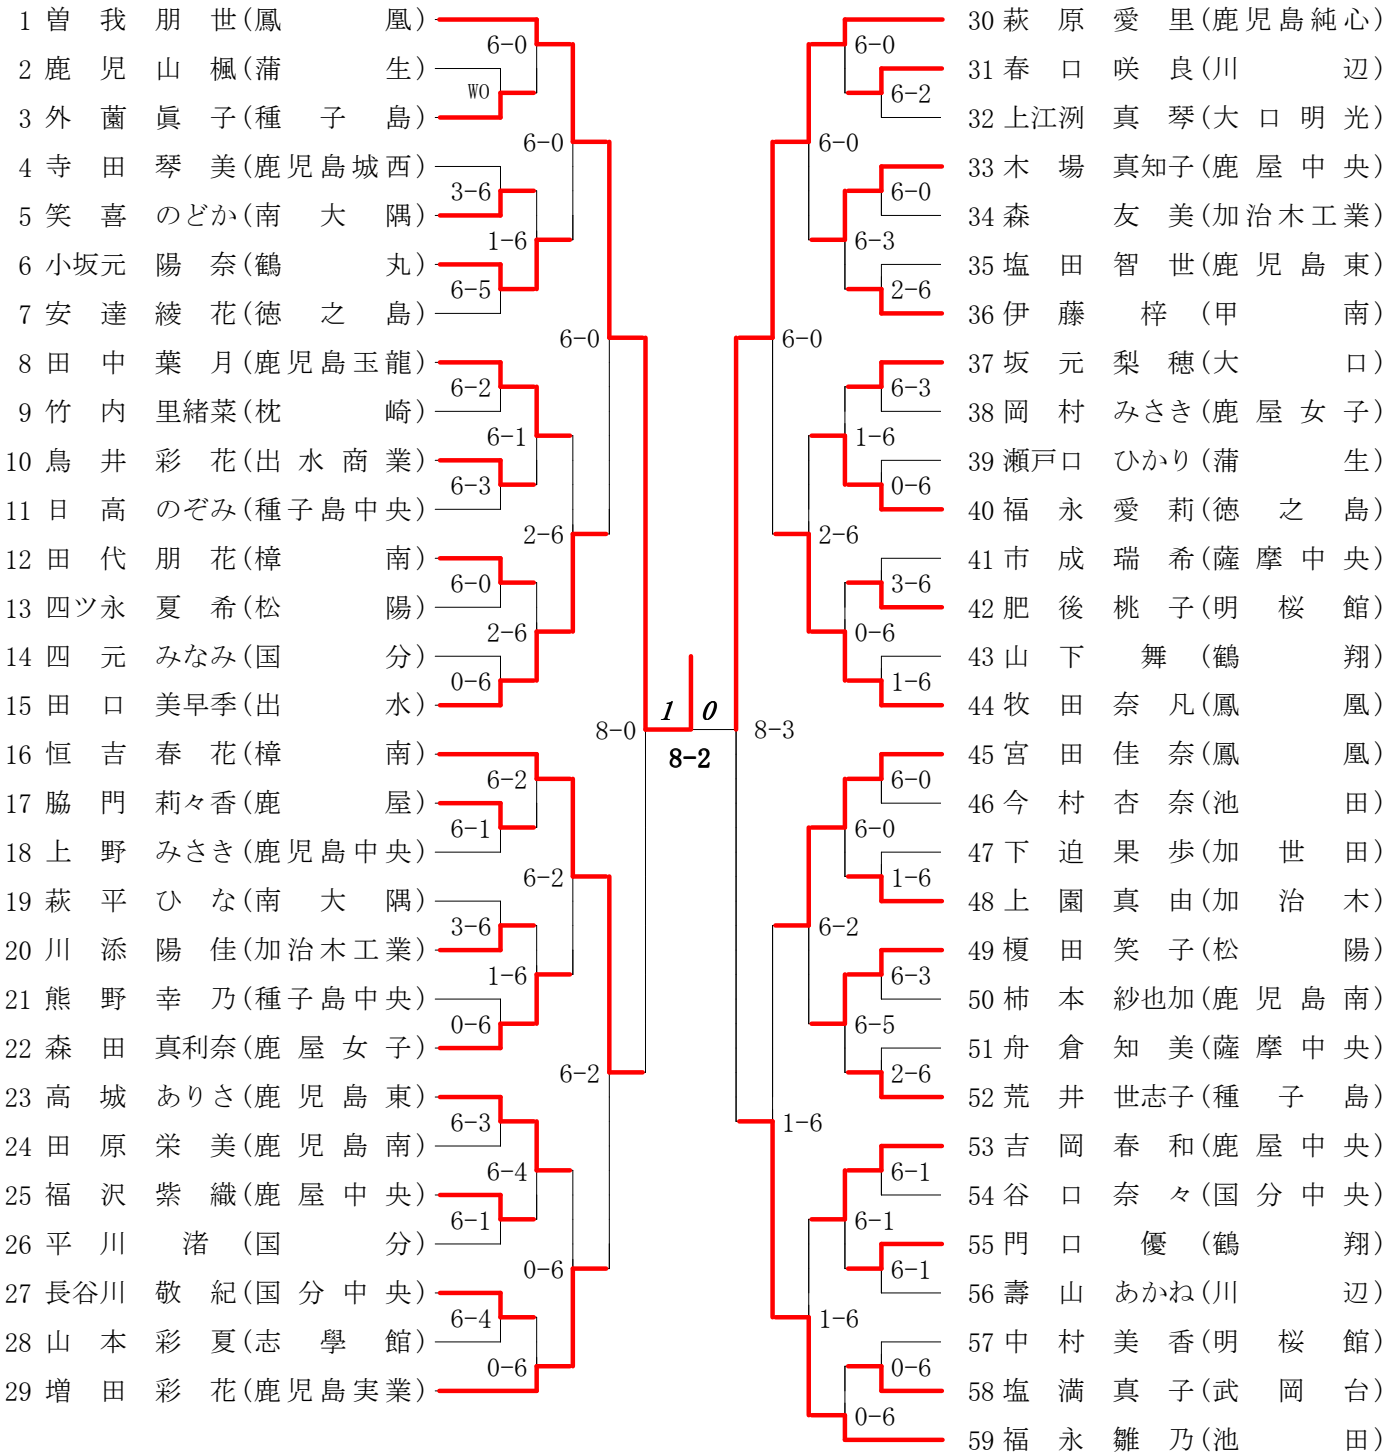 1 曽我 朋世(鳳凰)
6-0
2 鹿児山 楓(蒲生)
WO
3 外薗 眞子(種子島)
6-0
4 寺田 琴美(鹿児島城西)
3-6
5 笑喜 のどか(南大隅)
1-6
6 小坂元 陽奈(鶴丸)
6-5
7 安達 綾花(徳之島)
6-0
8 田中 葉月(鹿児島玉龍)
6-2
9 竹内 里緒菜(枕崎)
6-1
10 鳥井 彩花(出水商業)
6-3
11 日高 のぞみ(種子島中央)
2-6
12 田代 朋花(樟南)
6-0
13 四ツ永 夏希(松陽)
2-6
14 四元 みなみ(国分)
0-6
15 田口 美早季(出水)
8-0
1 0
8-2
16 恒吉 春花(樟南)
6-2
17 脇門 莉々香(鹿屋)
6-1
18 上野 みさき(鹿児島中央)
6-2
19 萩平 ひな(南大隅)
3-6
20 川添 陽佳(加治木工業)
1-6
21 熊野 幸乃(種子島中央)
0-6
22 森田 真利奈(鹿屋女子)
6-2
23 高城 ありさ(鹿児島東)
6-3
24 田原 栄美(鹿児島南)
6-4
25 福沢 紫織(鹿屋中央)
6-1
26 平川 渚(国分)
0-6
27 長谷川 敬紀(国分中央)
6-4
28 山本 彩夏(志學館)
0-6
29 増田 彩花(鹿児島実業)
30 萩原 愛里(鹿児島純心)
6-0
31 春口 咲良(川辺)
6-2
32 上江洌 真琴(大口明光)
6-0
33 木場 真知子(鹿屋中央)
6-0
34 森 友美(加治木工業)
6-3
35 塩田 智世(鹿児島東)
2-6
36 伊藤 梓(甲南)
6-0
37 坂元 梨穂(大口)
6-3
38 岡村 みさき(鹿屋女子)
1-6
39 瀬戸口 ひかり(蒲生)
0-6
40 福永 愛莉(徳之島)
2-6
41 市成 瑞希(薩摩中央)
3-6
42 肥後 桃子(明桜館)
0-6
43 山下 舞(鶴翔)
1-6
44 牧田 奈凡(鳳凰)
8-3
45 宮田 佳奈(鳳凰)
6-0
46 今村 杏奈(池田)
6-0
47 下迫 果歩(加世田)
1-6
48 上園 真由(加治木)
6-2
49 榎田 笑子(松陽)
6-3
50 柿本 紗也加(鹿児島南)
6-5
51 舟倉 知美(薩摩中央)
2-6
52 荒井 世志子(種子島)
1-6
53 吉岡 春和(鹿屋中央)
6-1
54 谷口 奈々(国分中央)
6-1
55 門口 優(鶴翔)
6-1
56 壽山 あかね(川辺)
1-6
57 中村 美香(明桜館)
0-6
58 塩満 真子(武岡台)
0-6
59 福永 雛乃(池田)